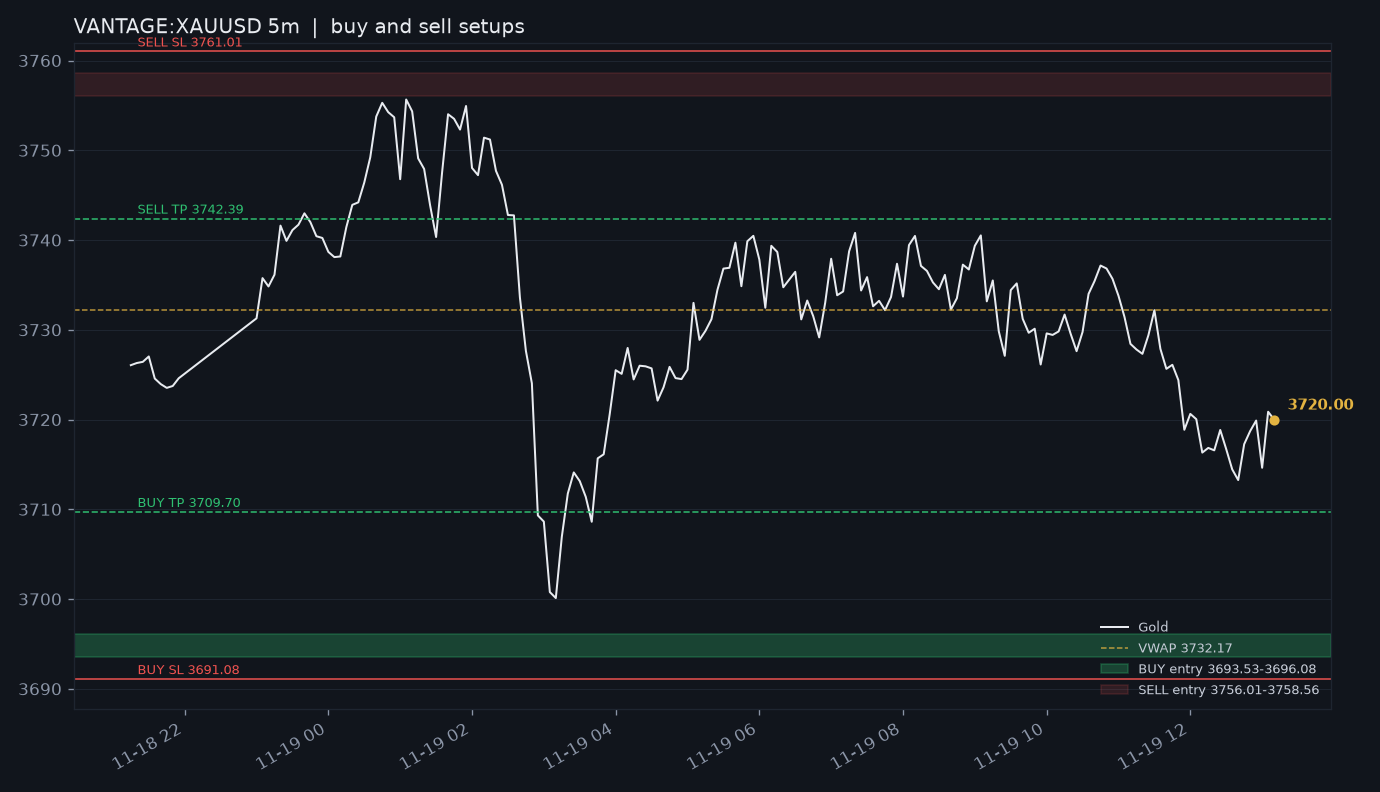 VANTAGE:XAUUSD 5m | buy and sell setups
SELL SL 3761.01
3760
3750
SELL TP 3742.39
3740
3730
3720.00
3720
BUY TP 3709.70
3710
3700
Gold
VWAP 3732.17
BUY SL 3691.08
BUY entry 3693.53-3696.08
3690
SELL entry 3756.01-3758.56
11-18 22
11-19 00
11-19 02
11-19 04
11-19 06
11-19 08
11-19 10
11-19 12